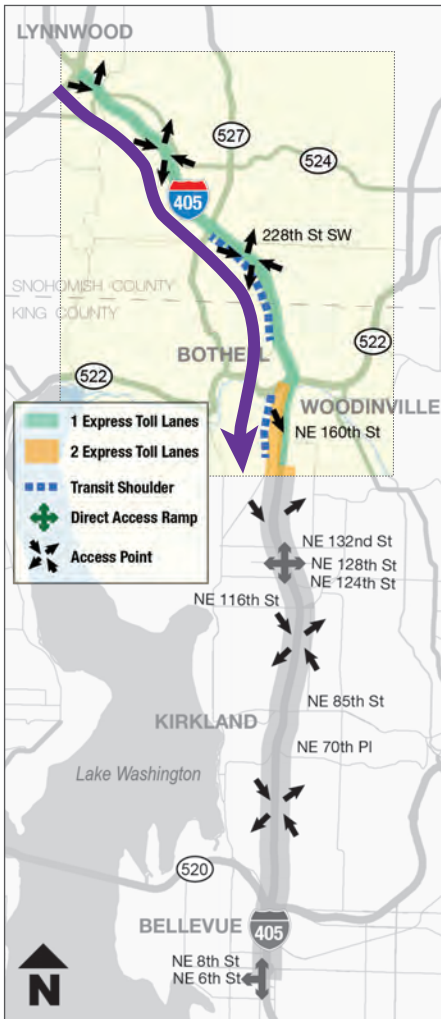 LYNNWOOD
527
524
405
228th St SW
SNOHOMISH COUNTY
KING COUNTY
522
BOTHELL
522
WOODINVILLE
NE 160th St
1 Express Toll Lanes
2 Express Toll Lanes
Transit Shoulder
Direct Access Ramp
Access Point
NE 132nd St
NE 128th St
NE 124th St
NE 116th St
NE 85th St
KIRKLAND
NE 70th Pl
Lake Washington
520
BELLEVUE
405
NE 8th St
NE 6th St
N